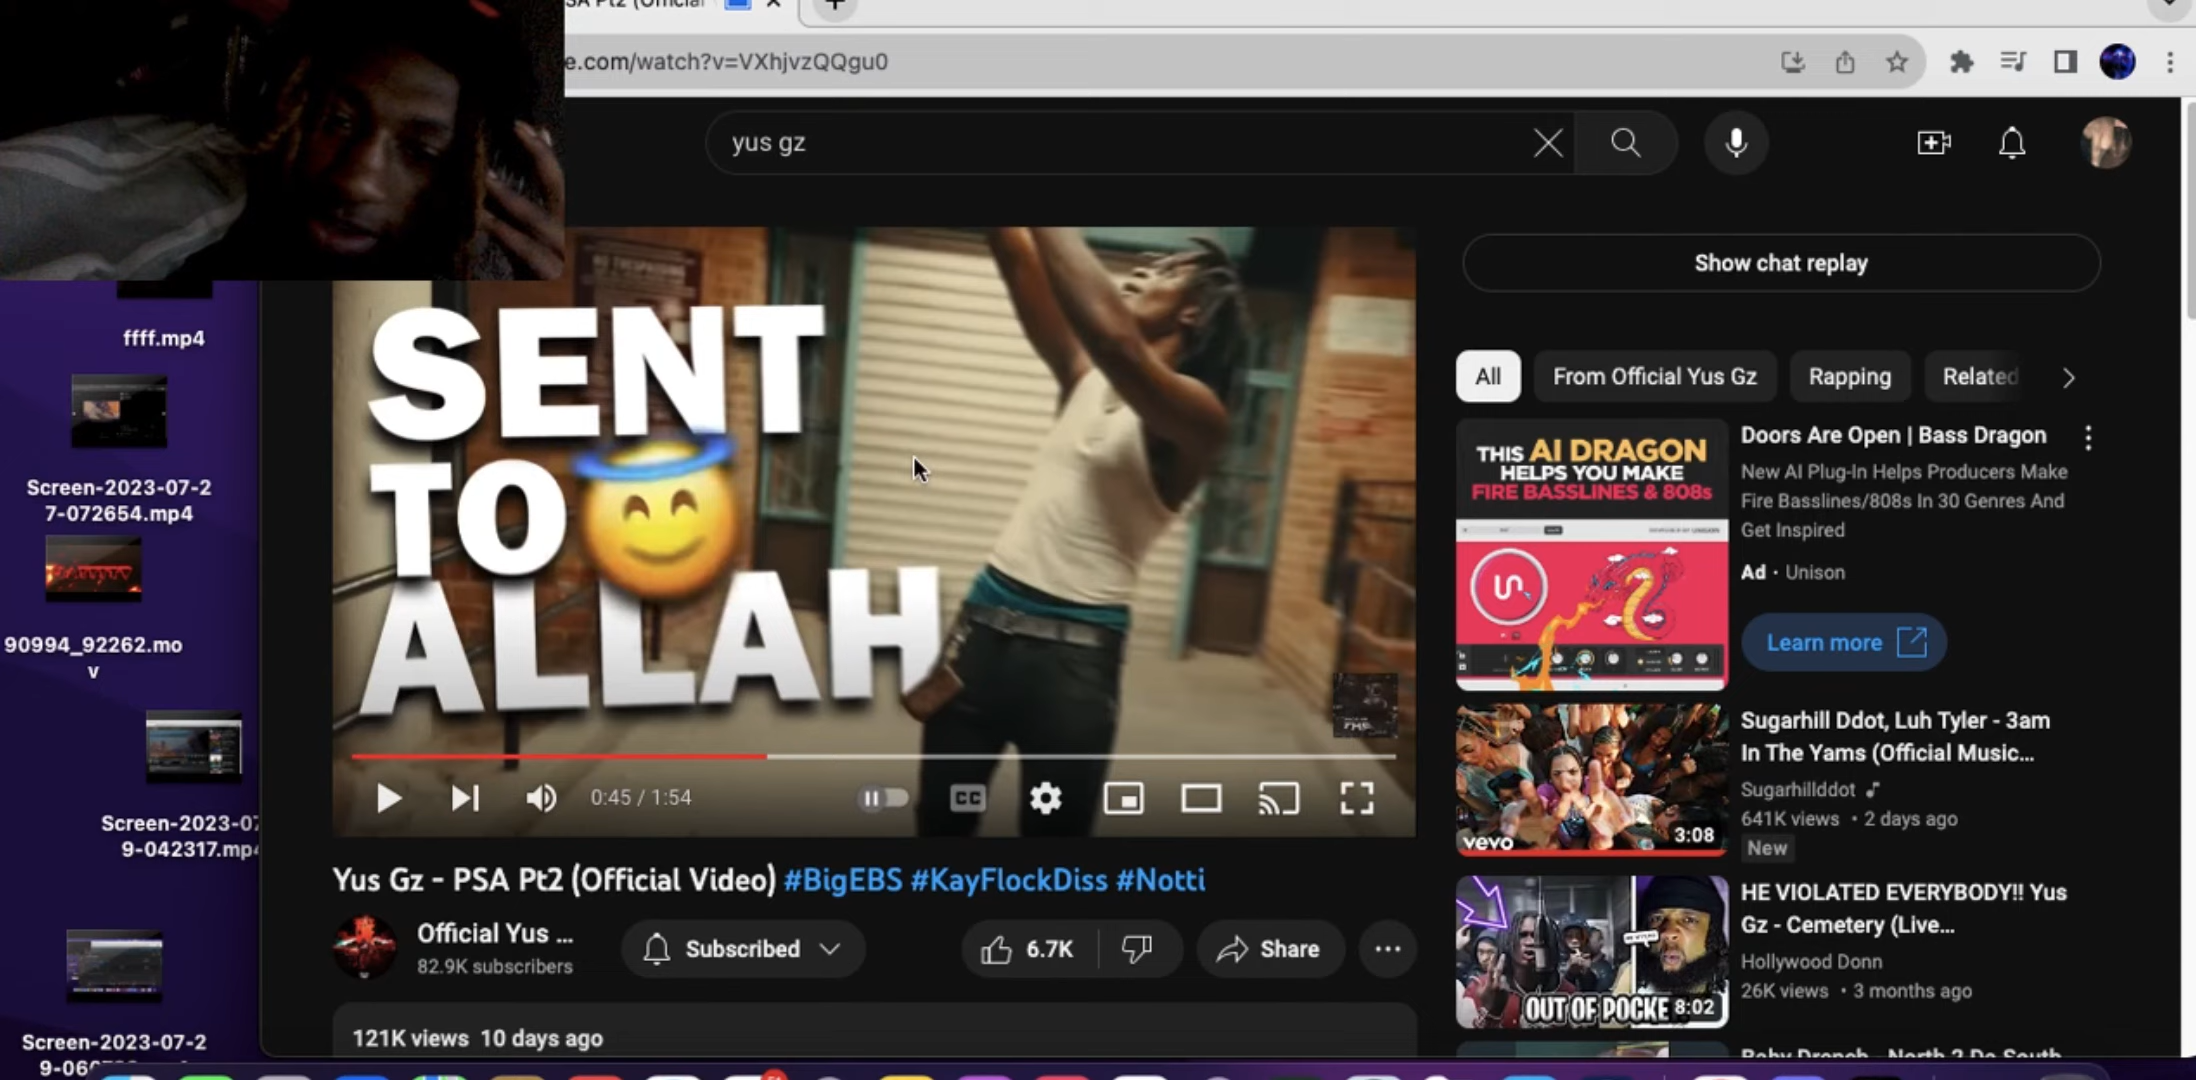 e.com/watch?v=VXhjvzQQgu0
yus gz
Show chat replay
SENT
TO
ALLAH
0:45 / 1:54
CC
Yus Gz - PSA Pt2 (Official Video) #BigEBS #KayFlockDiss #Notti
Official Yus ...
82.9K subscribers
Subscribed
6.7K
Share
121K views 10 days ago
All
From Official Yus Gz
Rapping
Related
THIS AI DRAGON
HELPS YOU MAKE
FIRE BASSLINES & 808s
Doors Are Open | Bass Dragon
New AI Plug-In Helps Producers Make
Fire Basslines/808s In 30 Genres And
Get Inspired
Ad · Unison
Learn more
vevo
3:08
Sugarhill Ddot, Luh Tyler - 3am
In The Yams (Official Music...
Sugarhillddot
641K views • 2 days ago
New
OUT OF POCKE
8:02
HE VIOLATED EVERYBODY!! Yus
Gz - Cemetery (Live...
Hollywood Donn
26K views • 3 months ago
ffff.mp4
Screen-2023-07-2
7-072654.mp4
90994_92262.mo
v
Screen-2023-07
9-042317.mp4
Screen-2023-07-2